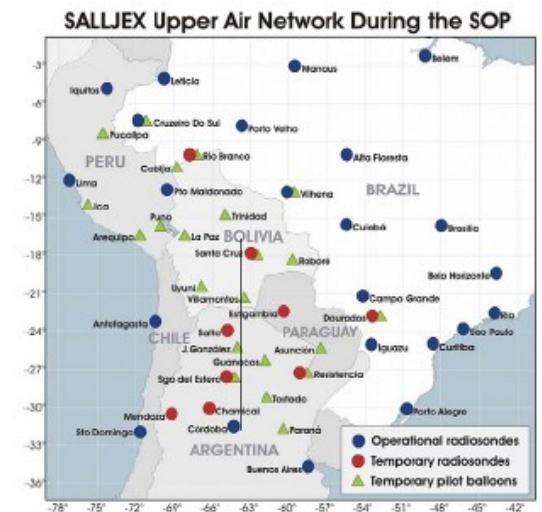 SALLJEX Upper Air Network During the SOP
-3°
-6°
-9°
-12°
-15°
-18°
-21°
-24°
-27°
-30°
-33°
-36°
Belem
Manaus
Leticia
Iquitos
Cruzeiro Do Sul
Porto Velho
Pucallpa
Rio Branco
Alta Floresta
PERU
Cobija
Lima
Pto Maldonado
Vilhena
BRAZIL
Ica
Puno
Trinidad
Cuiabá
Brasilia
Arequipa
La Paz
BOLIVIA
Santa Cruz
Roboré
Belo Horizonte
Uyuni
Villamontes
Campo Grande
Estigarribia
Dourados
Rio
Antofagasta
CHILE
Salta
PARAGUAY
Sao Paulo
J.González
Asunción
Iguazu
Curitiba
Guanacos
Sgo del Estero
Resistencia
Tostado
Mendoza
Chamical
Porto Alegre
Sto Domingo
Córdoba
Paraná
ARGENTINA
Buenos Aires
Operational radiosondes
Temporary radiosondes
Temporary pilot balloons
-78° -75° -72° -69° -66° -63° -60° -57° -54° -51° -48° -45° -42°